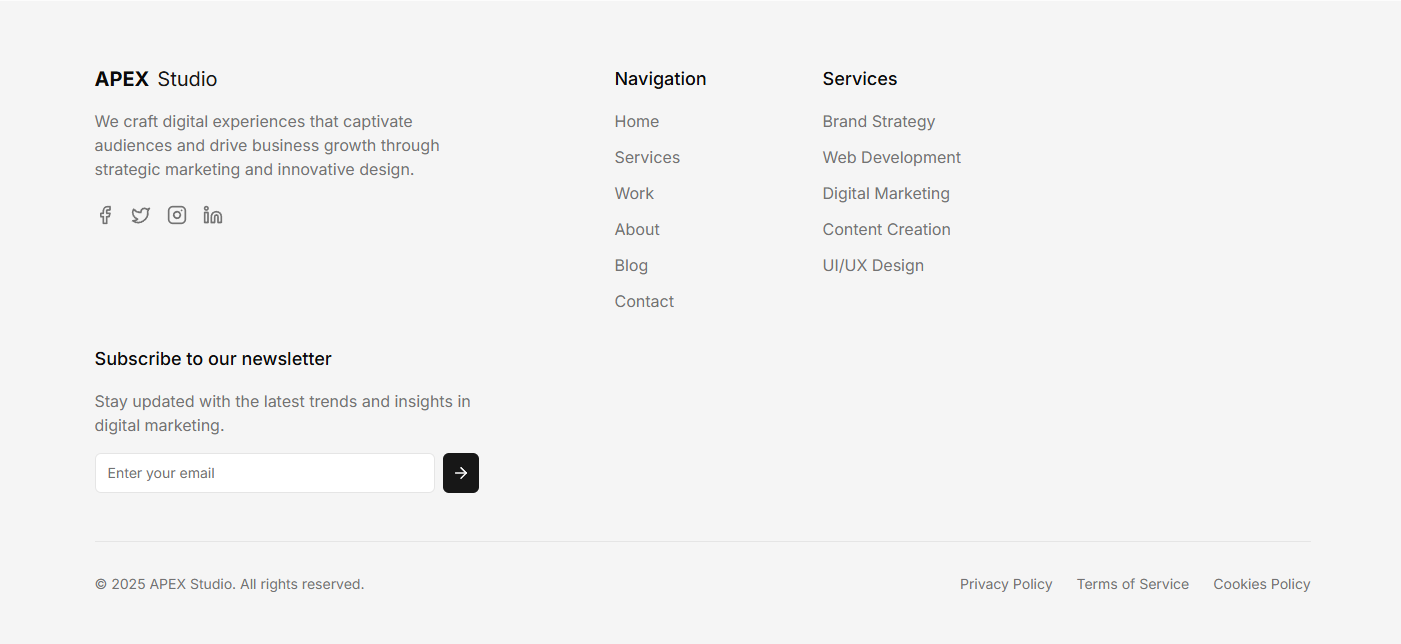 APEX Studio
We craft digital experiences that captivate
audiences and drive business growth through
strategic marketing and innovative design.
Navigation
Home
Services
Work
About
Blog
Contact
Services
Brand Strategy
Web Development
Digital Marketing
Content Creation
UI/UX Design
Subscribe to our newsletter
Stay updated with the latest trends and insights in
digital marketing.
Enter your email
© 2025 APEX Studio. All rights reserved.
Privacy Policy
Terms of Service
Cookies Policy